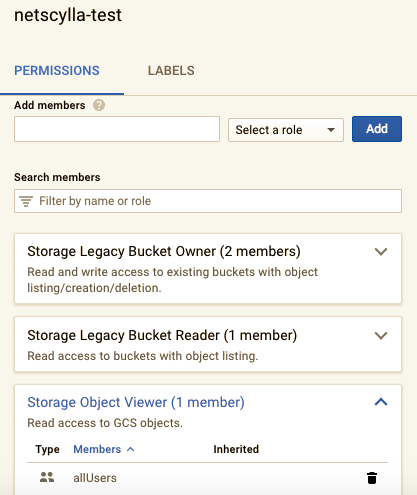 netscylla-test
PERMISSIONS LABELS
Add members ?
Select a role Add
Search members
Filter by name or role
Storage Legacy Bucket Owner (2 members)
Read and write access to existing buckets with object
listing/creation/deletion.
Storage Legacy Bucket Reader (1 member)
Read access to buckets with object listing.
Storage Object Viewer (1 member)
Read access to GCS objects.
Type Members Inherited
allUsers